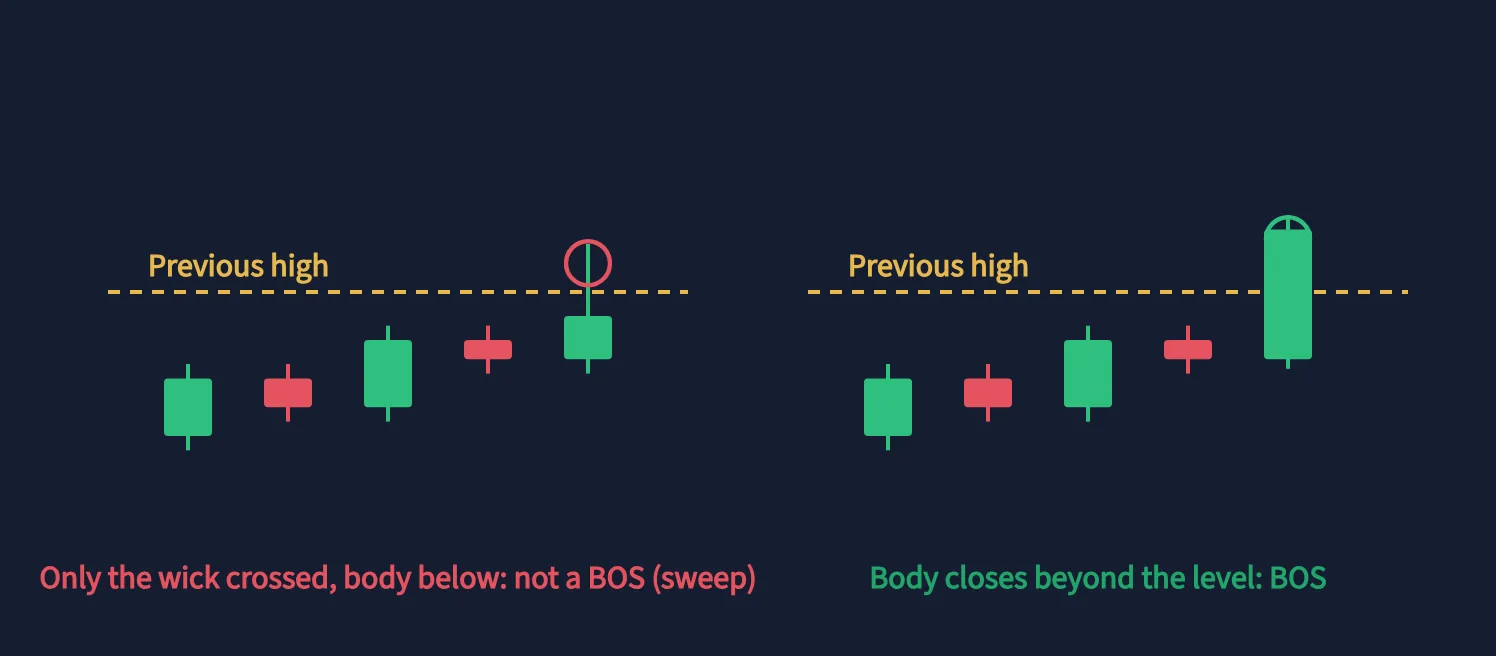 Previous high
Previous high
Only the wick crossed, body below: not a BOS (sweep)
Body closes beyond the level: BOS